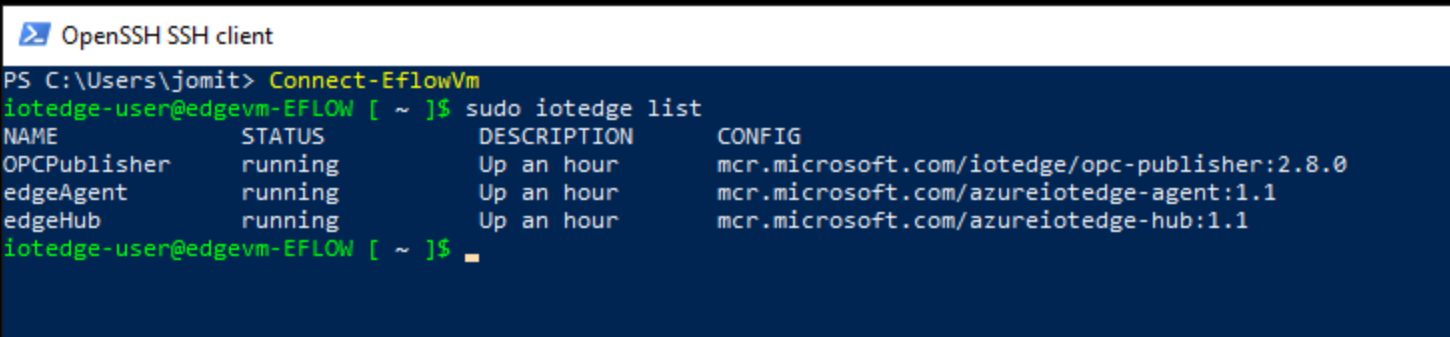 OpenSSH SSH client
PS C:\Users\jomit> Connect-EflowVm
iotedge-user@edgevm-EFLOW [ ~ ]$ sudo iotedge list
NAME STATUS DESCRIPTION CONFIG
OPCPublisher running Up an hour mcr.microsoft.com/iotedge/opc-publisher:2.8.0
edgeAgent running Up an hour mcr.microsoft.com/azureiotedge-agent:1.1
edgeHub running Up an hour mcr.microsoft.com/azureiotedge-hub:1.1
iotedge-user@edgevm-EFLOW [ ~ ]$